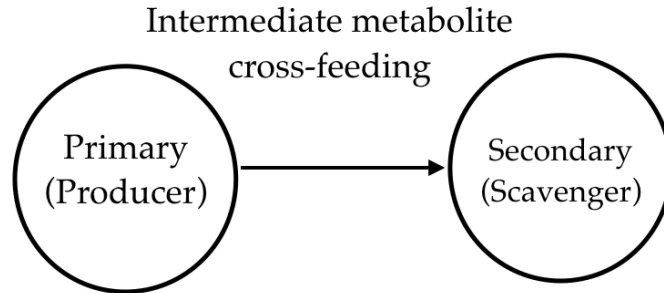 Intermediate metabolite
cross-feeding
Primary
(Producer)
Secondary
(Scavenger)